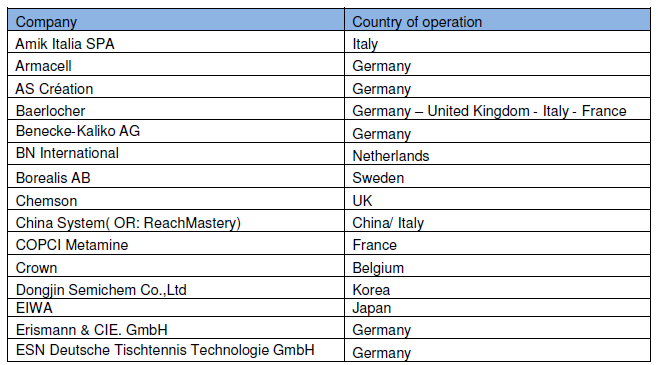 Company Country of operation
Amik Italia SPA Italy
Armacell Germany
AS Création Germany
Baerlocher Germany – United Kingdom - Italy - France
Benecke-Kaliko AG Germany
BN International Netherlands
Borealis AB Sweden
Chemson UK
China System( OR: ReachMastery) China/ Italy
COPCI Metamine France
Crown Belgium
Dongjin Semichem Co.,Ltd Korea
EIWA Japan
Erismann & CIE. GmbH Germany
ESN Deutsche Tischtennis Technologie GmbH Germany